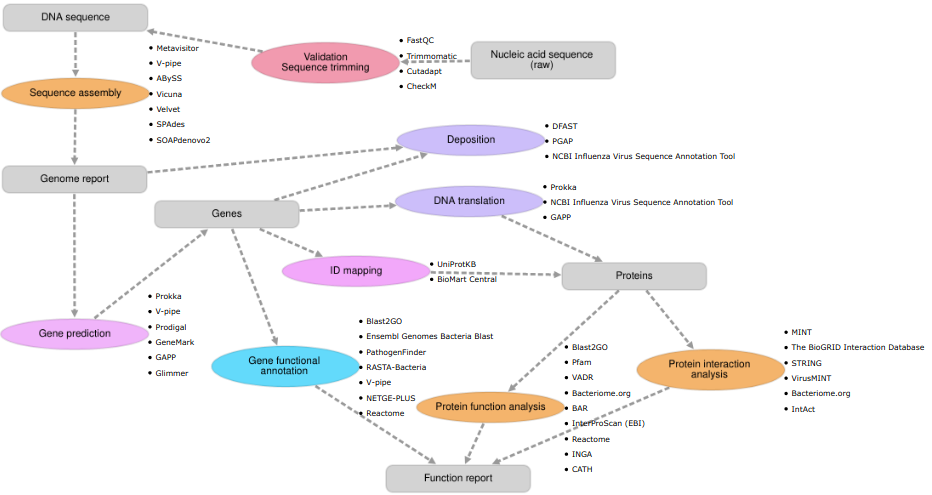 DNA sequence
• Metavisitor
• V-pipe
• ABySS
• Vicuna
• Velvet
• SPAdes
• SOAPdenovo2
Validation
Sequence trimming
• FastQC
• Trimmomatic
• Cutadapt
• CheckM
Nucleic acid sequence
(raw)
Sequence assembly
Deposition
• DFAST
• PGAP
• NCBI Influenza Virus Sequence Annotation Tool
Genome report
DNA translation
• Prokka
• NCBI Influenza Virus Sequence Annotation Tool
• GAPP
Genes
ID mapping
• UniProtKB
• BioMart Central
Proteins
Gene prediction
• Prokka
• V-pipe
• Prodigal
• GeneMark
• GAPP
• Glimmer
Gene functional
annotation
• Blast2GO
• Ensembl Genomes Bacteria Blast
• PathogenFinder
• RASTA-Bacteria
• V-pipe
• NETGE-PLUS
• Reactome
Protein function analysis
• Blast2GO
• Pfam
• VADR
• Bacteriome.org
• BAR
• InterProScan (EBI)
• Reactome
• INGA
• CATH
Protein interaction
analysis
• MINT
• The BioGRID Interaction Database
• STRING
• VirusMINT
• Bacteriome.org
• IntAct
Function report